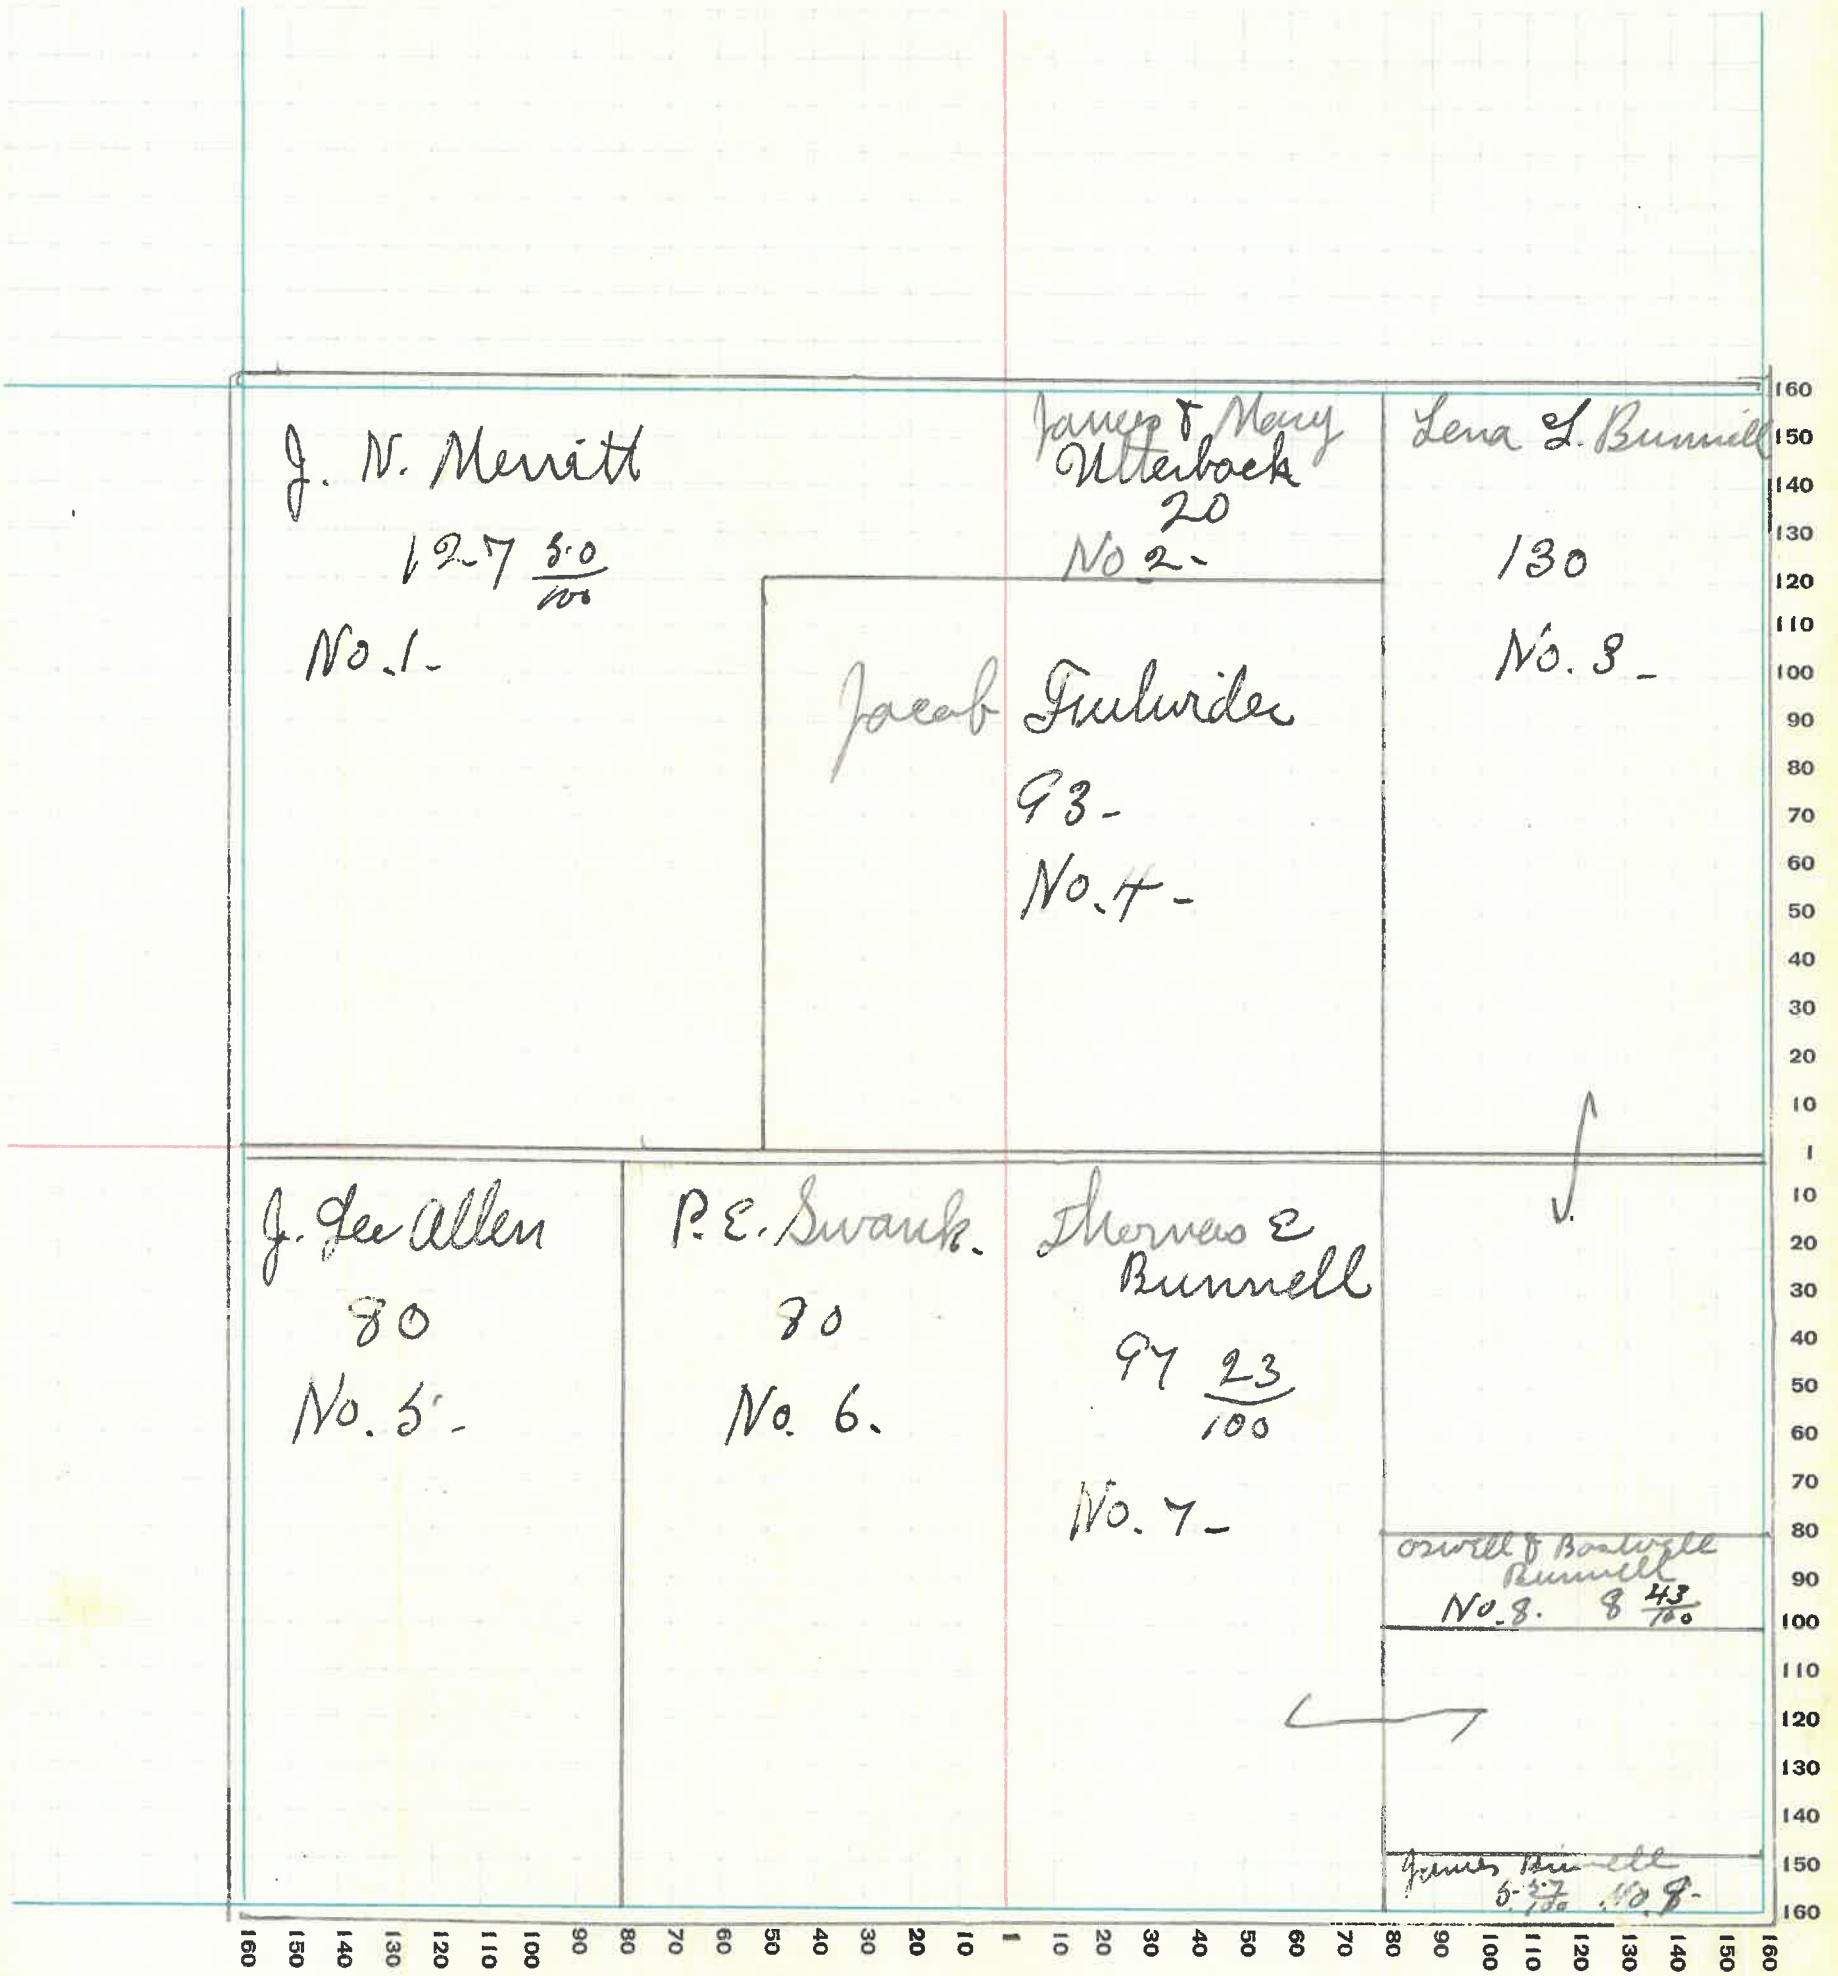 J. N. Merritt
127 50/100
No. 1-
James & Mary
Utterback
20
No 2-
Lena L. Bunnell
130
No. 3-
Jacob Fulwider
93-
No. 4-
J. Lee Allen
80
No. 5-
P. E. Swank.
80
No. 6.
Thomas E
Bunnell
97 23/100
No. 7-
Oswell & Bostwell
Bunnell
No. 8. 8 43/100
James Bunnell
160
150
140
130
120
110
100
90
80
70
60
50
40
30
20
10
1
10
20
30
40
50
60
70
80
90
100
110
120
130
140
150
160
160 150 140 130 120 110 100 90 80 70 60 50 40 30 20 10 1 10 20 30 40 50 60 70 80 90 100 110 120 130 140 150 160